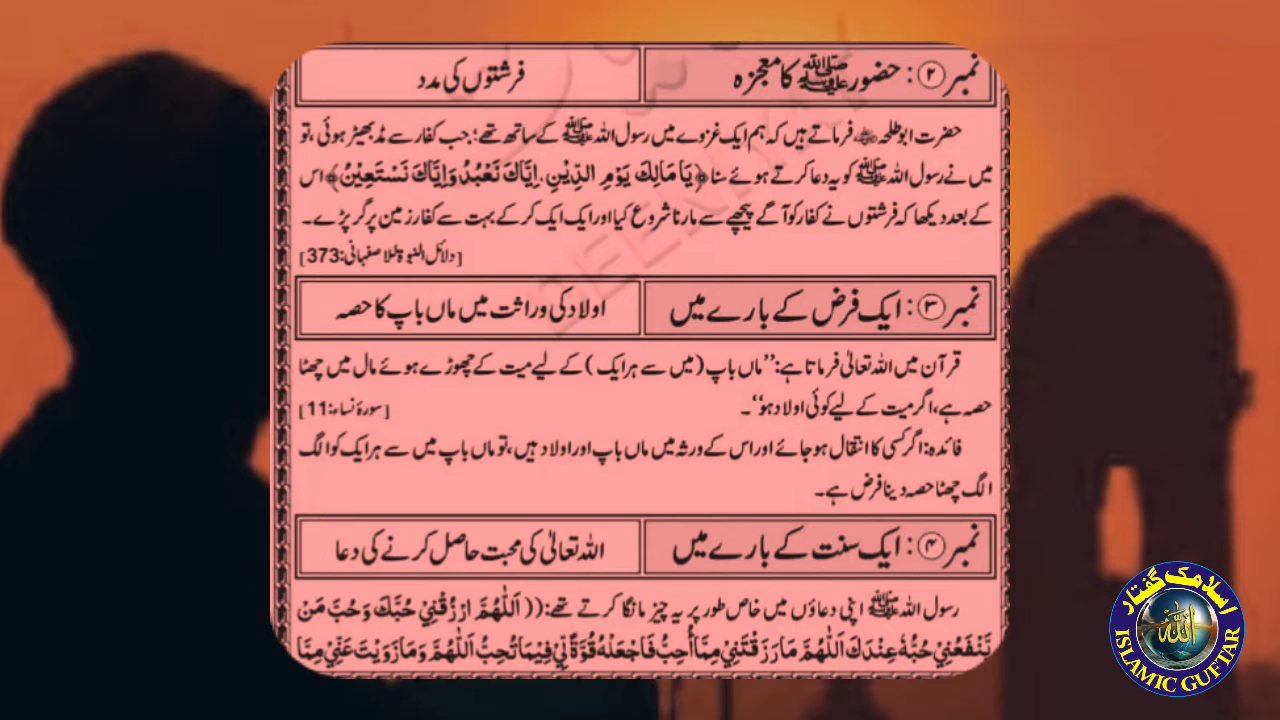 نمبر ②: حضور ﷺ کا معجزہ
فرشتوں کی مدد
حضرت ابوطلحہ ؓ فرماتے ہیں کہ ہم ایک غزوے میں رسول اللہ ﷺ کے ساتھ تھے؛ جب کفار سے مڈبھیڑ ہوئی، تو
میں نے رسول اللہ ﷺ کو یہ دعا کرتے ہوئے سنا ﴿يَا مَالِكَ يَوْمِ الدِّيْنِ، اِيَّاكَ نَعْبُدُ وَاِيَّاكَ نَسْتَعِيْنُ﴾ اس
کے بعد دیکھا کہ فرشتوں نے کفار کو آگے پیچھے سے مارنا شروع کیا اور ایک ایک کر کے بہت سے کفار زمین پر گر پڑے۔
[دلائل النبوۃ للاصفہانی: 373]
نمبر ③: ایک فرض کے بارے میں
اولاد کی وراثت میں ماں باپ کا حصہ
قرآن میں اللہ تعالیٰ فرماتا ہے: ’’ماں باپ (میں سے ہر ایک) کے لیے میت کے چھوڑے ہوئے مال میں چھٹا
حصہ ہے، اگر میت کے لیے کوئی اولاد ہو‘‘۔ [سورۂ نساء: 11]
فائدہ: اگر کسی کا انتقال ہو جائے اور اس کے ورثہ میں ماں باپ اور اولاد ہیں، تو ماں باپ میں سے ہر ایک کو الگ
الگ چھٹا حصہ دینا فرض ہے۔
نمبر ④: ایک سنت کے بارے میں
اللہ تعالیٰ کی محبت حاصل کرنے کی دعا
رسول اللہ ﷺ اپنی دعاؤں میں خاص طور پر یہ چیز مانگا کرتے تھے: (( اَللّٰهُمَّ ارْزُقْنِيْ حُبَّكَ وَحُبَّ مَنْ
تَنْفَعُنِيْ حُبُّهٗ عِنْدَكَ اَللّٰهُمَّ مَا رَزَقْتَنِيْ مِمَّا أُحِبُّ فَاجْعَلْهُ قُوَّةً لِّيْ فِيْمَا تُحِبُّ اَللّٰهُمَّ وَمَا زَوَيْتَ عَنِّيْ مِمَّا
اسلامک گفتار
الله
ISLAMIC GUFTAR